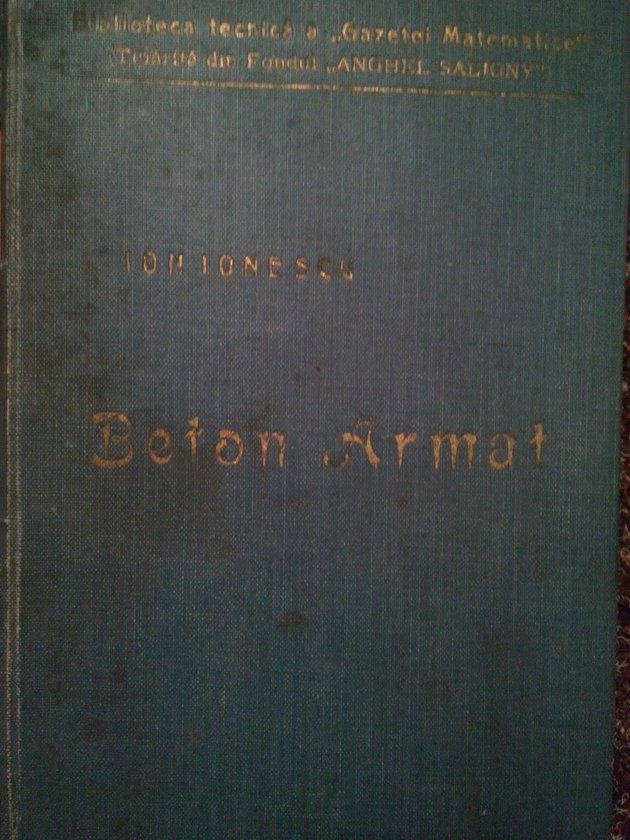 Biblioteca tecnică a „Gazetei Matematice"
(Tipărită din Fondul „ANGHEL SALIGNY")
ION IONESCU
Beton Armat